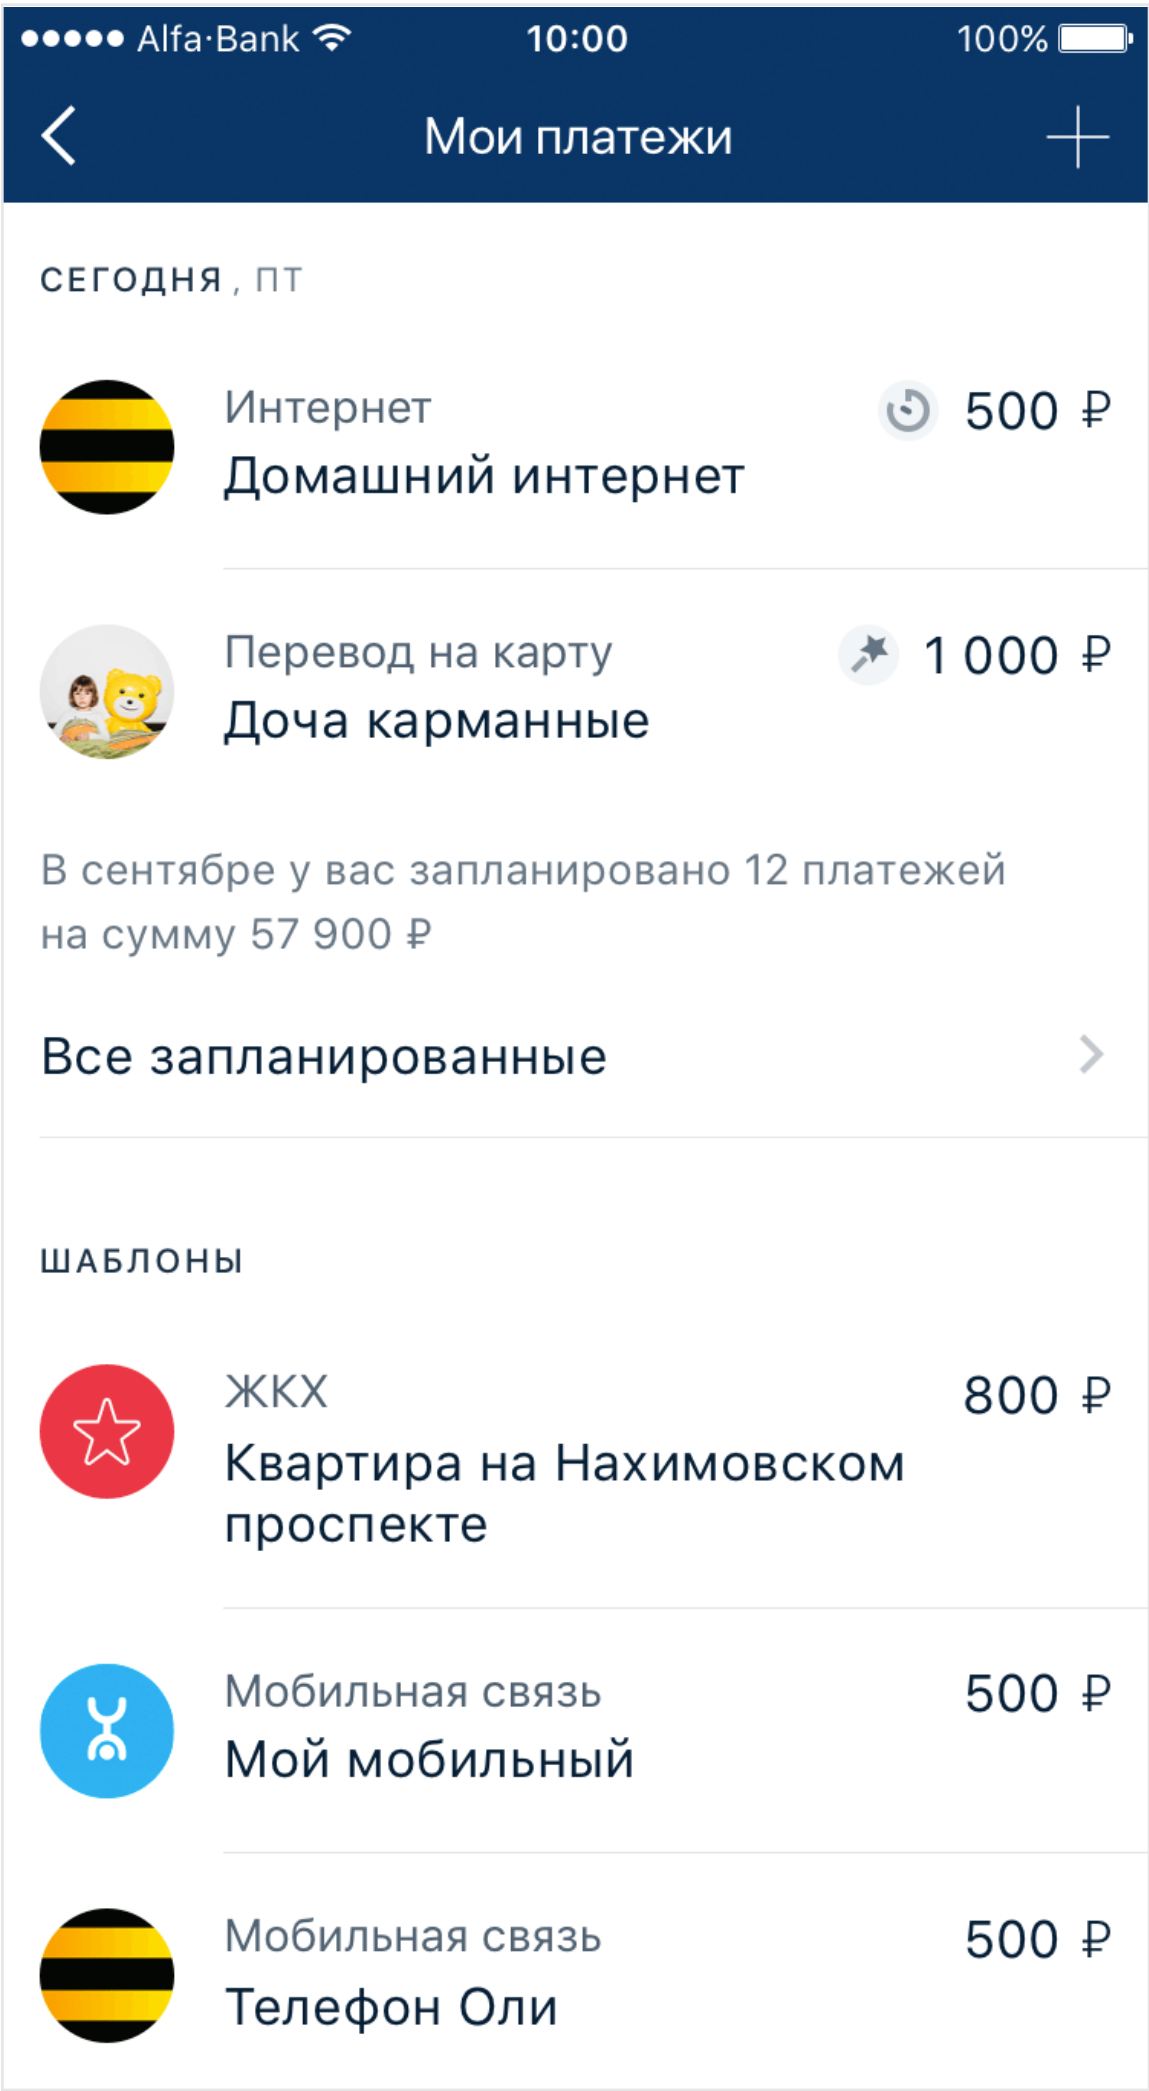 Alfa·Bank 10:00 100%
Мои платежи
СЕГОДНЯ, ПТ
Интернет 500 ₽
Домашний интернет
Перевод на карту 1 000 ₽
Доча карманные
В сентябре у вас запланировано 12 платежей
на сумму 57 900 ₽
Все запланированные
ШАБЛОНЫ
ЖКХ 800 ₽
Квартира на Нахимовском
проспекте
Мобильная связь 500 ₽
Мой мобильный
Мобильная связь 500 ₽
Телефон Оли